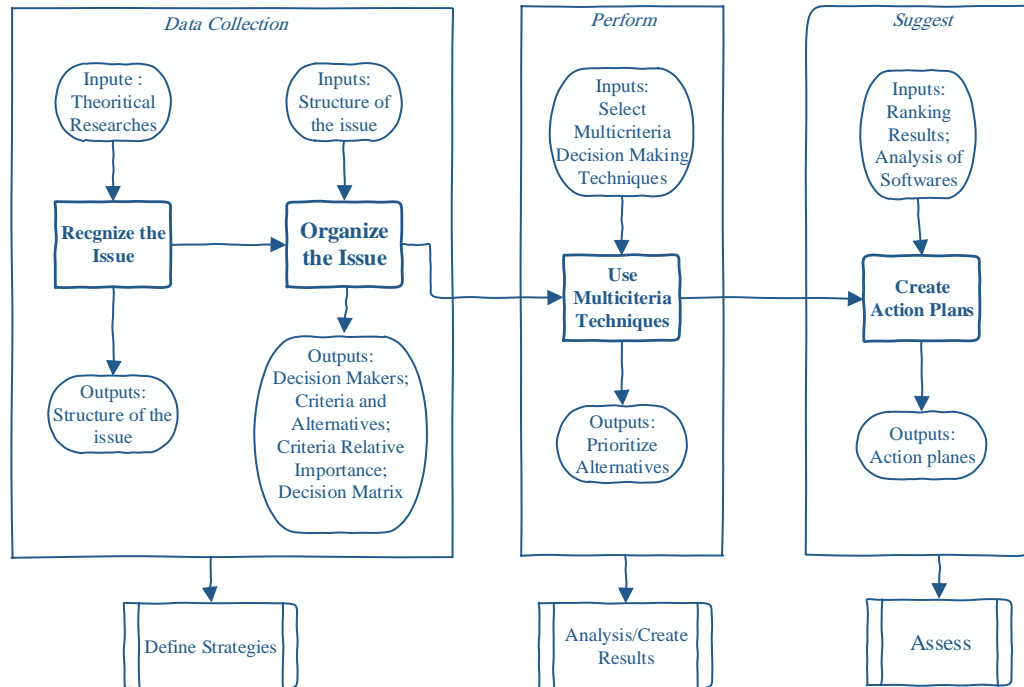 Data Collection
Inpute :
Theoritical
Researches
Recgnize the
Issue
Outputs:
Structure of the
issue
Inputs:
Structure of
the issue
Organize
the Issue
Outputs:
Decision Makers;
Criteria and
Alternatives;
Criteria Relative
Importance;
Decision Matrix
Define Strategies
Perform
Inputs:
Select
Multicriteria
Decision Making
Techniques
Use
Multiciteria
Techniques
Outputs:
Prioritize
Alternatives
Analysis/Create
Results
Suggest
Inputs:
Ranking
Results;
Analysis of
Softwares
Create
Action Plans
Outputs:
Action planes
Assess